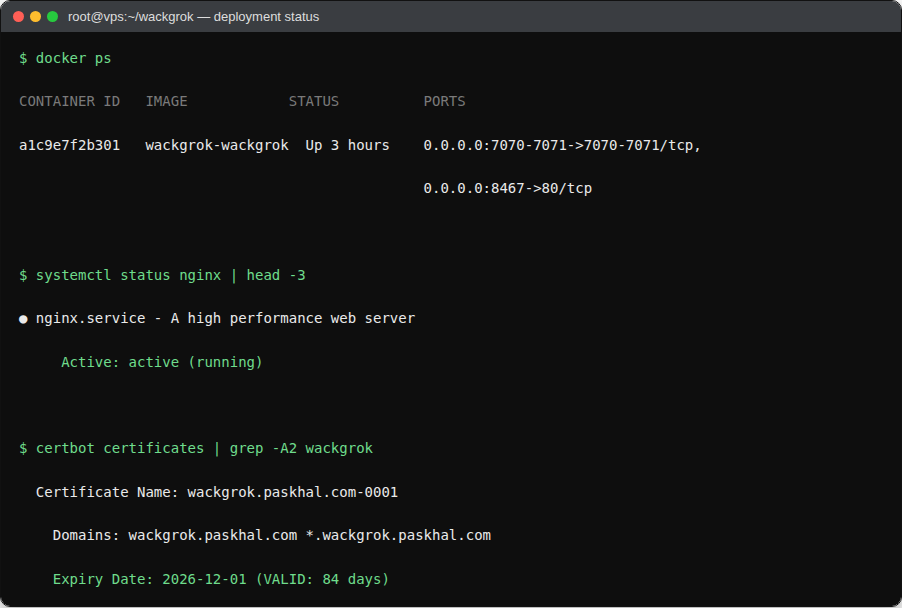 root@vps:~/wackgrok — deployment status
$ docker ps
CONTAINER ID   IMAGE            STATUS          PORTS
a1c9e7f2b301   wackgrok-wackgrok  Up 3 hours    0.0.0.0:7070-7071->7070-7071/tcp,
                                                0.0.0.0:8467->80/tcp
$ systemctl status nginx | head -3
● nginx.service - A high performance web server
     Active: active (running)
$ certbot certificates | grep -A2 wackgrok
  Certificate Name: wackgrok.paskhal.com-0001
    Domains: wackgrok.paskhal.com *.wackgrok.paskhal.com
    Expiry Date: 2026-12-01 (VALID: 84 days)